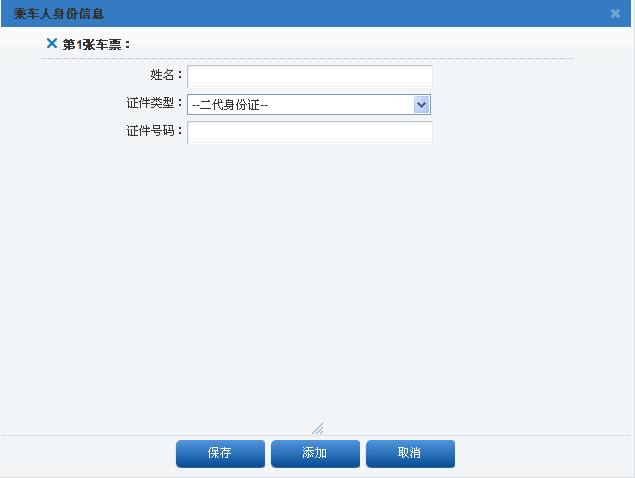 乘车人身份信息
第1张车票：
姓名：
证件类型： --二代身份证--
证件号码：
保存 添加 取消